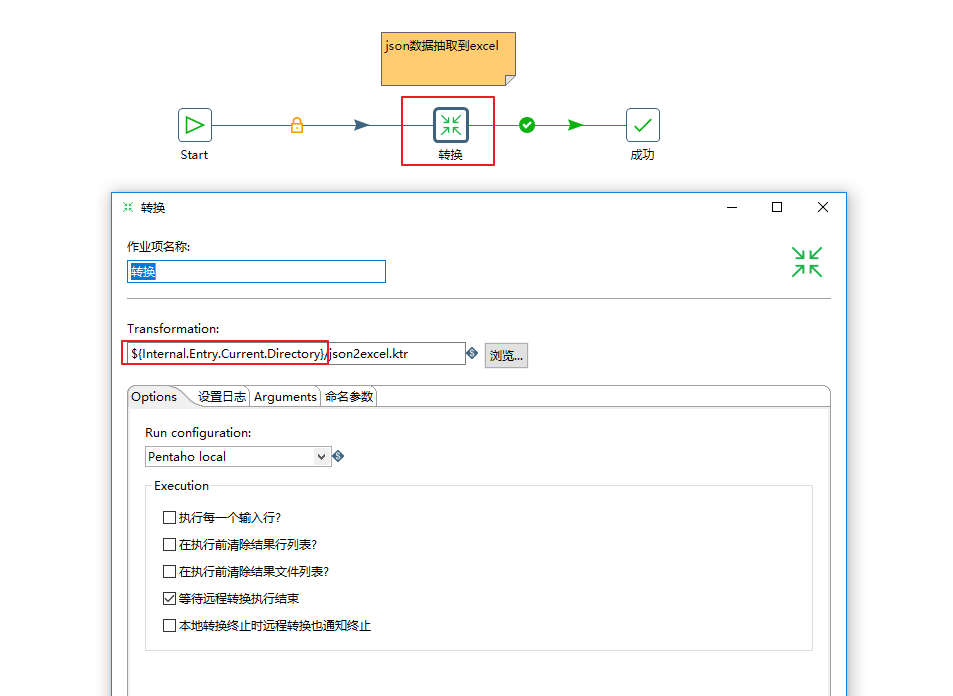 json数据抽取到excel
Start
转换
成功
转换
作业项名称:
转换
Transformation:
${Internal.Entry.Current.Directory}/json2excel.ktr
浏览...
Options 设置日志 Arguments 命名参数
Run configuration:
Pentaho local
Execution
执行每一个输入行?
在执行前清除结果行列表?
在执行前清除结果文件列表?
等待远程转换执行结束
本地转换终止时远程转换也通知终止